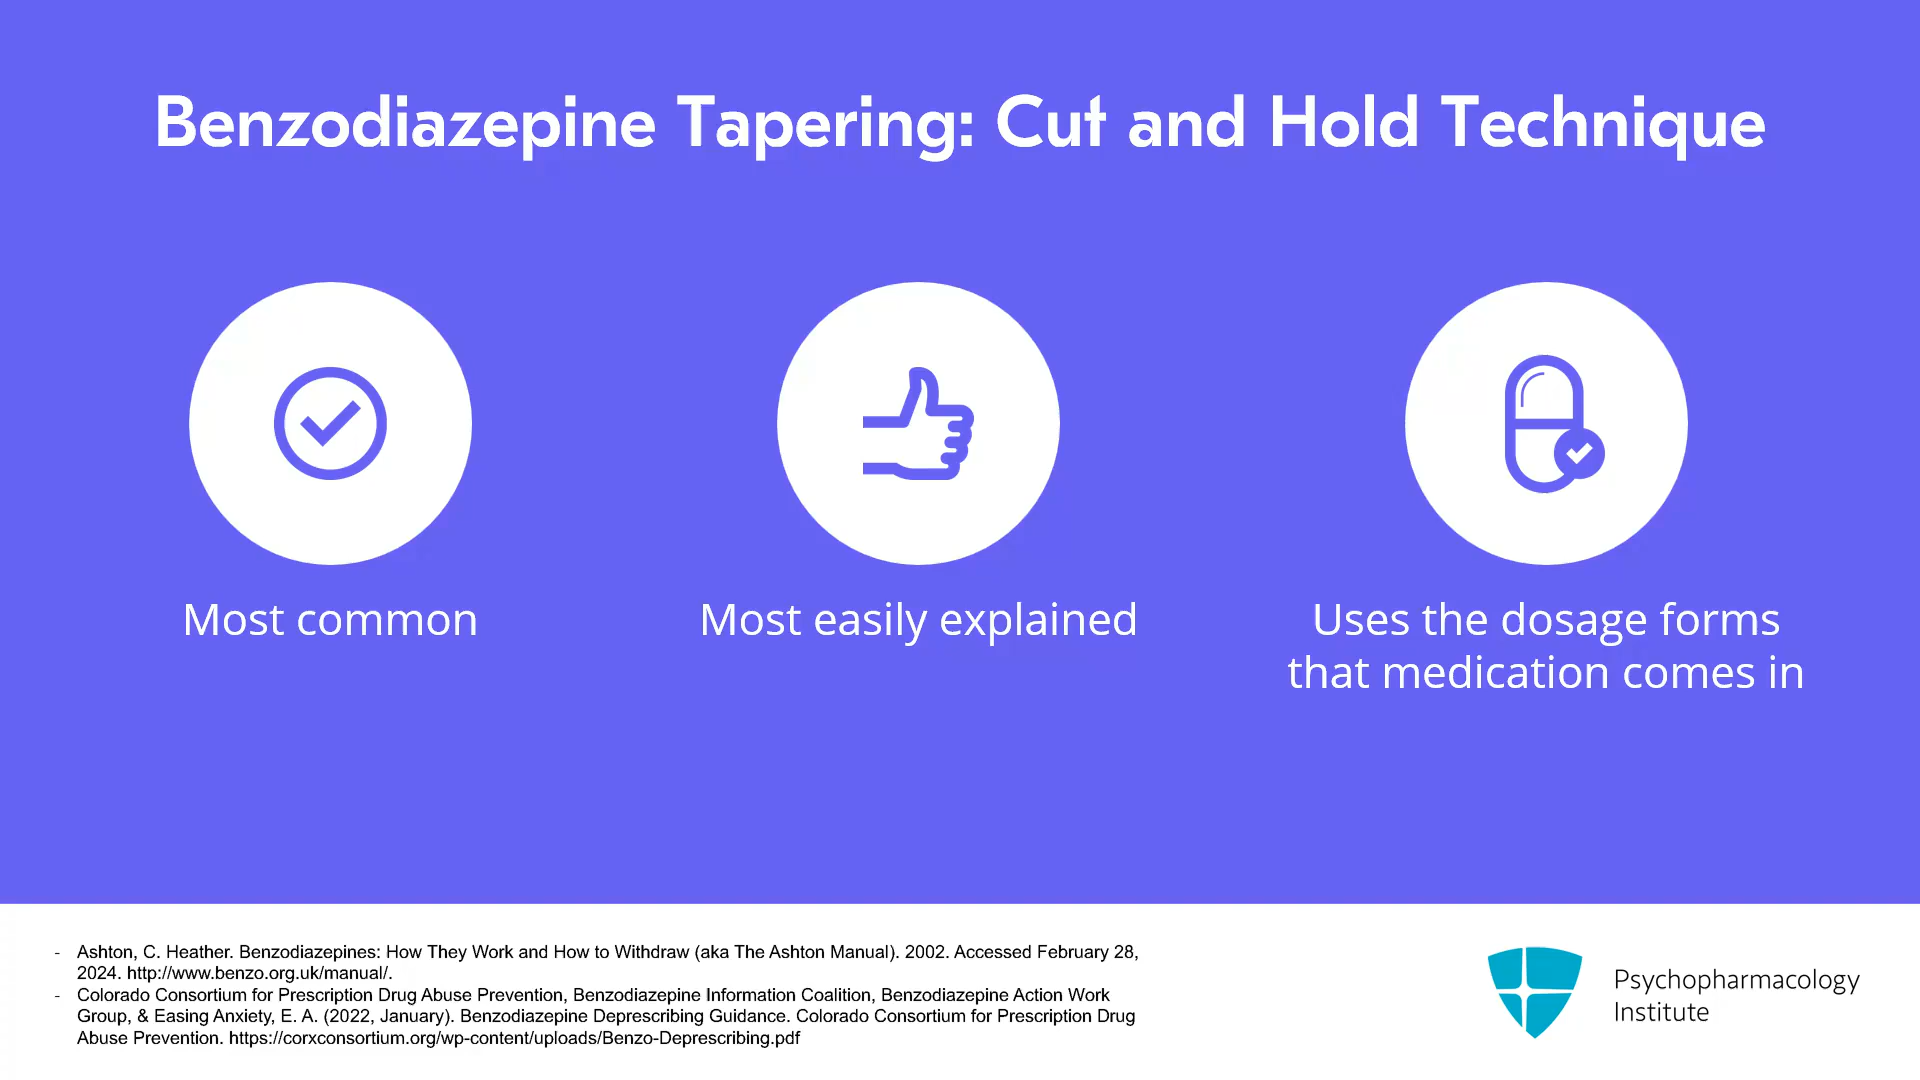 Benzodiazepine Tapering: Cut and Hold Technique
Most common
Most easily explained
Uses the dosage forms
that medication comes in
- Ashton, C. Heather. Benzodiazepines: How They Work and How to Withdraw (aka The Ashton Manual). 2002. Accessed February 28,
2024. http://www.benzo.org.uk/manual/.
- Colorado Consortium for Prescription Drug Abuse Prevention, Benzodiazepine Information Coalition, Benzodiazepine Action Work
Group, & Easing Anxiety, E. A. (2022, January). Benzodiazepine Deprescribing Guidance. Colorado Consortium for Prescription Drug
Abuse Prevention. https://corxconsortium.org/wp-content/uploads/Benzo-Deprescribing.pdf
Psychopharmacology
Institute